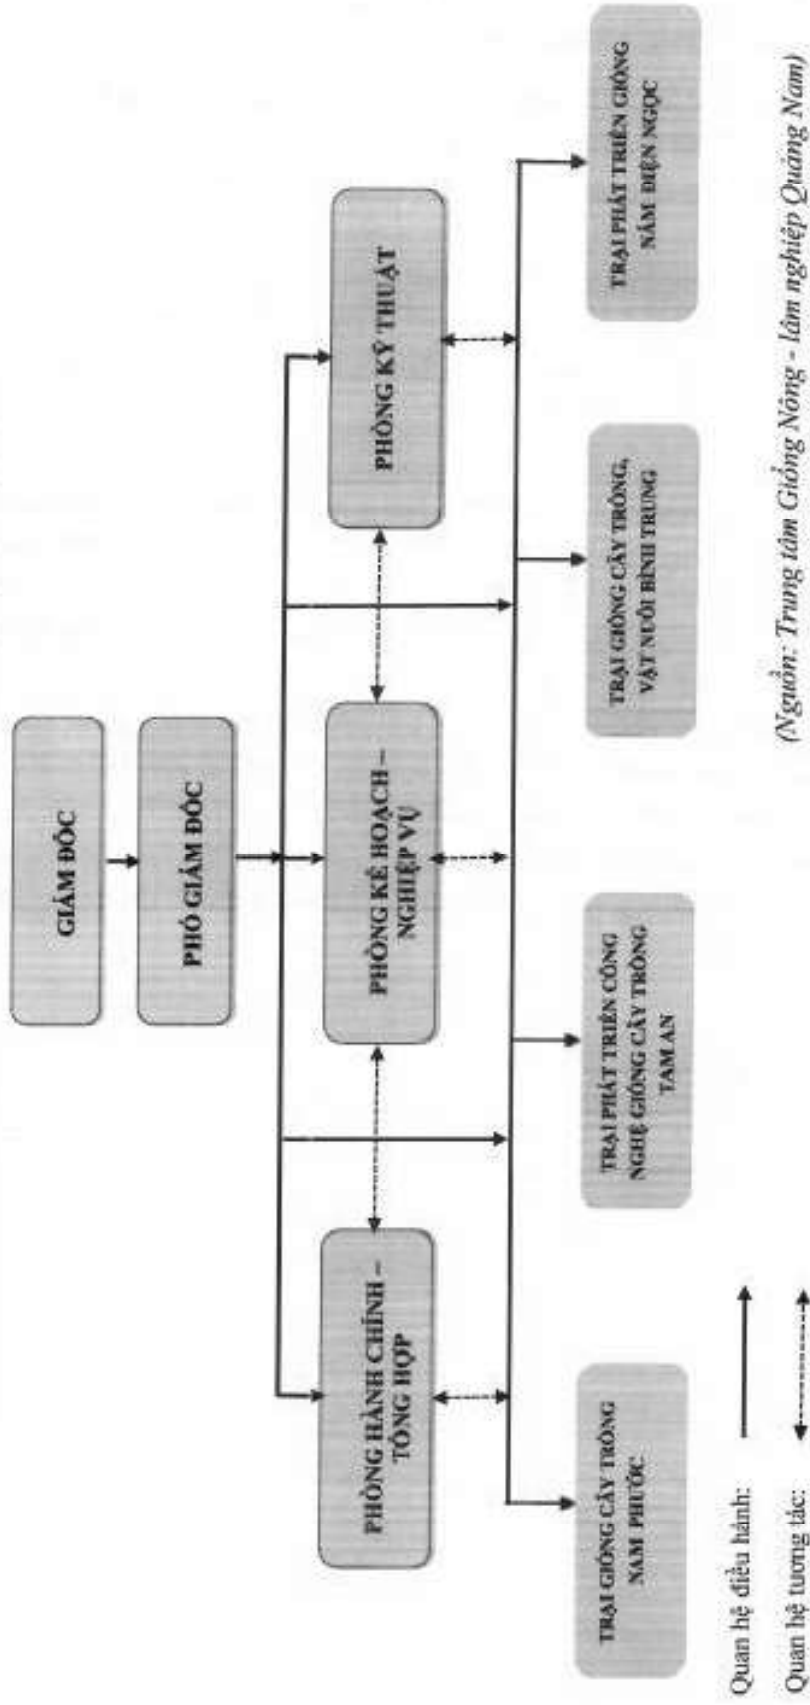 GIÁM ĐỐC
PHÓ GIÁM ĐỐC
PHÒNG HÀNH CHÍNH –
TỔNG HỢP
PHÒNG KẾ HOẠCH –
NGHIỆP VỤ
PHÒNG KỸ THUẬT
TRẠI GIỐNG CÂY TRỒNG
NAM PHƯỚC
TRẠI PHÁT TRIỂN CÔNG
NGHỆ GIỐNG CÂY TRỒNG
TAM AN
TRẠI GIỐNG CÂY TRỒNG,
VẬT NUÔI BÌNH TRUNG
TRẠI PHÁT TRIỂN GIỐNG
NẤM ĐIỆN NGỌC
Quan hệ điều hành:
Quan hệ tương tác:
(Nguồn: Trung tâm Giống Nông - lâm nghiệp Quảng Nam)